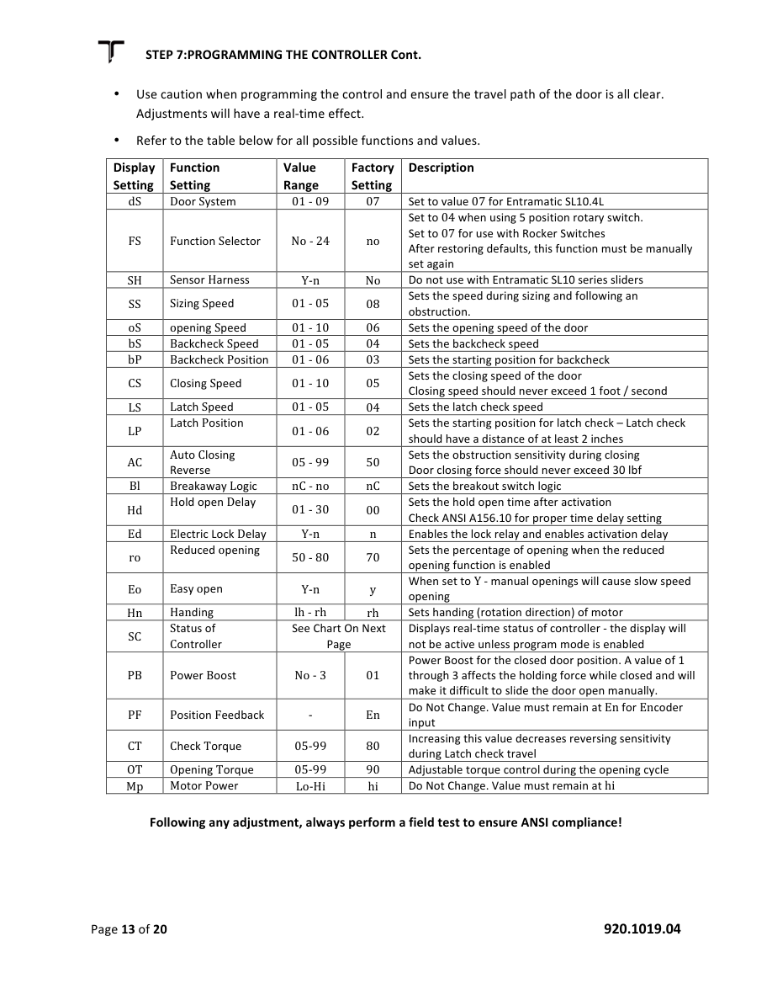 STEP 7:PROGRAMMING THE CONTROLLER Cont.
• Use caution when programming the control and ensure the travel path of the door is all clear.
Adjustments will have a real-time effect.
• Refer to the table below for all possible functions and values.
Display Setting Function Setting Value Range Factory Setting Description
dS Door System 01 - 09 07 Set to value 07 for Entramatic SL10.4L
FS Function Selector No - 24 no Set to 04 when using 5 position rotary switch.
Set to 07 for use with Rocker Switches
After restoring defaults, this function must be manually
set again
SH Sensor Harness Y-n No Do not use with Entramatic SL10 series sliders
SS Sizing Speed 01 - 05 08 Sets the speed during sizing and following an
obstruction.
oS opening Speed 01 - 10 06 Sets the opening speed of the door
bS Backcheck Speed 01 - 05 04 Sets the backcheck speed
bP Backcheck Position 01 - 06 03 Sets the starting position for backcheck
CS Closing Speed 01 - 10 05 Sets the closing speed of the door
Closing speed should never exceed 1 foot / second
LS Latch Speed 01 - 05 04 Sets the latch check speed
LP Latch Position 01 - 06 02 Sets the starting position for latch check – Latch check
should have a distance of at least 2 inches
AC Auto Closing Reverse 05 - 99 50 Sets the obstruction sensitivity during closing
Door closing force should never exceed 30 lbf
Bl Breakaway Logic nC - no nC Sets the breakout switch logic
Hd Hold open Delay 01 - 30 00 Sets the hold open time after activation
Check ANSI A156.10 for proper time delay setting
Ed Electric Lock Delay Y-n n Enables the lock relay and enables activation delay
ro Reduced opening 50 - 80 70 Sets the percentage of opening when the reduced
opening function is enabled
Eo Easy open Y-n y When set to Y - manual openings will cause slow speed
opening
Hn Handing lh - rh rh Sets handing (rotation direction) of motor
SC Status of Controller See Chart On Next Page Displays real-time status of controller - the display will
not be active unless program mode is enabled
PB Power Boost No - 3 01 Power Boost for the closed door position. A value of 1
through 3 affects the holding force while closed and will
make it difficult to slide the door open manually.
PF Position Feedback - En Do Not Change. Value must remain at En for Encoder
input
CT Check Torque 05-99 80 Increasing this value decreases reversing sensitivity
during Latch check travel
OT Opening Torque 05-99 90 Adjustable torque control during the opening cycle
Mp Motor Power Lo-Hi hi Do Not Change. Value must remain at hi
Following any adjustment, always perform a field test to ensure ANSI compliance!
Page 13 of 20 920.1019.04